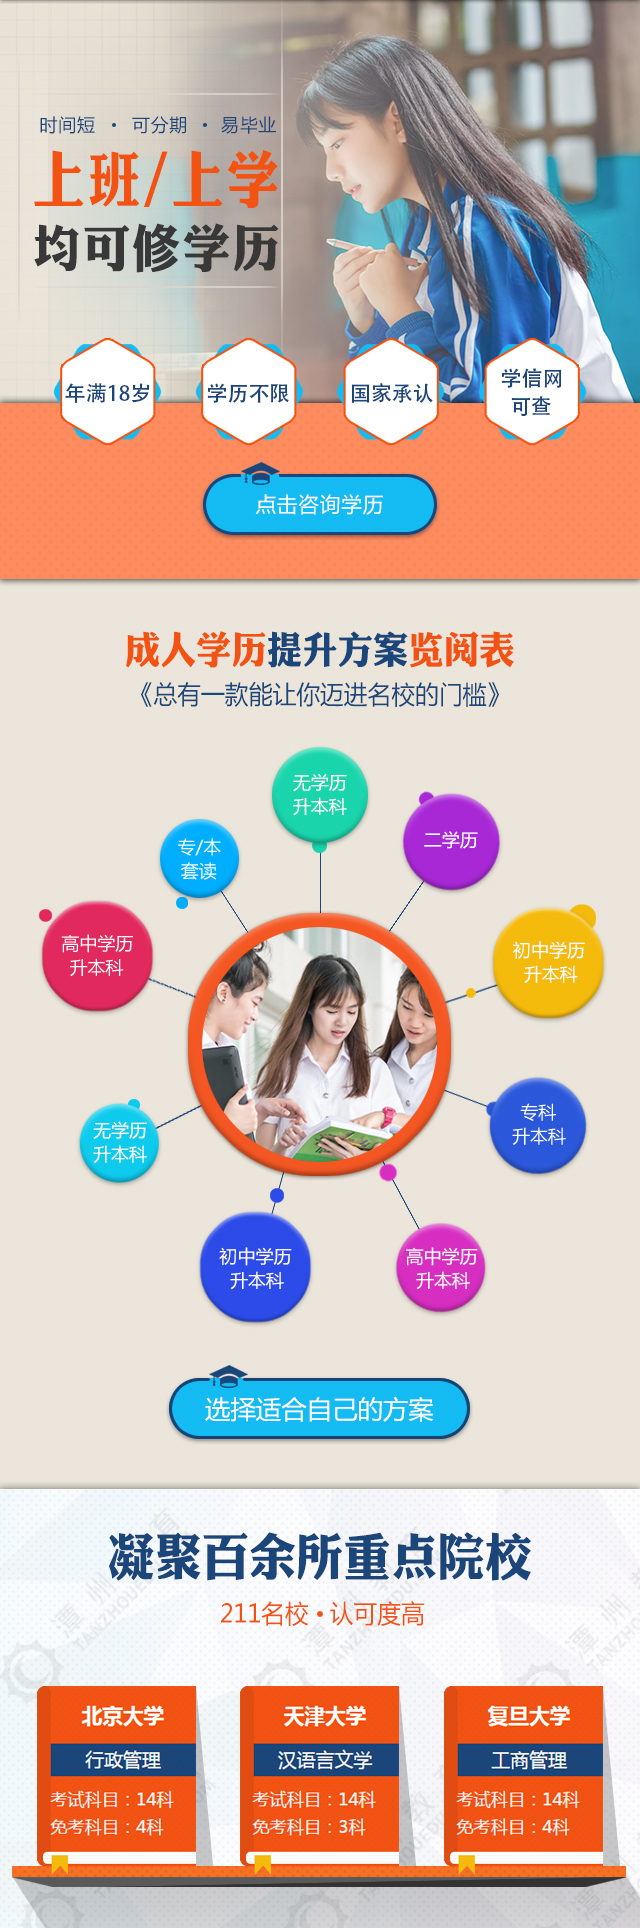 时间短 · 可分期 · 易毕业
上班/上学
均可修学历
年满18岁
学历不限
国家承认
学信网
可查
点击咨询学历
成人学历提升方案览阅表
《总有一款能让你迈进名校的门槛》
无学历
升本科
二学历
专/本
套读
高中学历
升本科
初中学历
升本科
专科
升本科
无学历
升本科
初中学历
升本科
高中学历
升本科
选择适合自己的方案
凝聚百余所重点院校
211名校·认可度高
北京大学
行政管理
考试科目：14科
免考科目：4科
天津大学
汉语言文学
考试科目：14科
免考科目：3科
复旦大学
工商管理
考试科目：14科
免考科目：4科